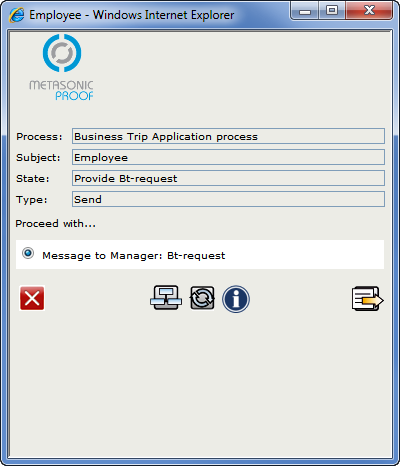 Employee - Windows Internet Explorer
METASONIC
PROOF
Process: Business Trip Application process
Subject: Employee
State: Provide Bt-request
Type: Send
Proceed with...
Message to Manager: Bt-request